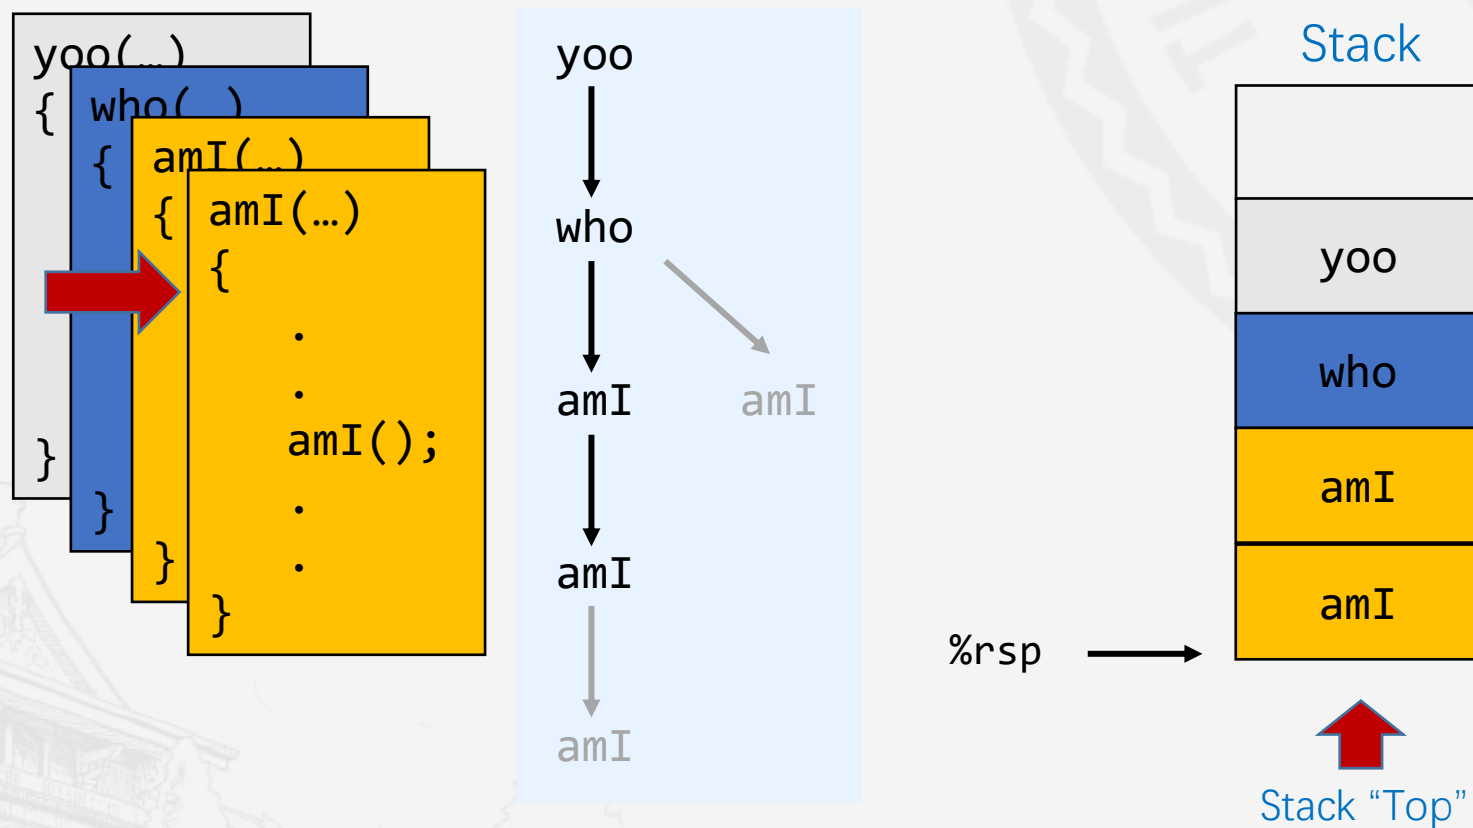 yoo(…)
{
}
who( )
{
}
amI(…)
{
}
amI(…)
{
.
.
amI();
.
.
}
yoo
who
amI amI
amI
amI
Stack
yoo
who
amI
amI
%rsp
Stack “Top”